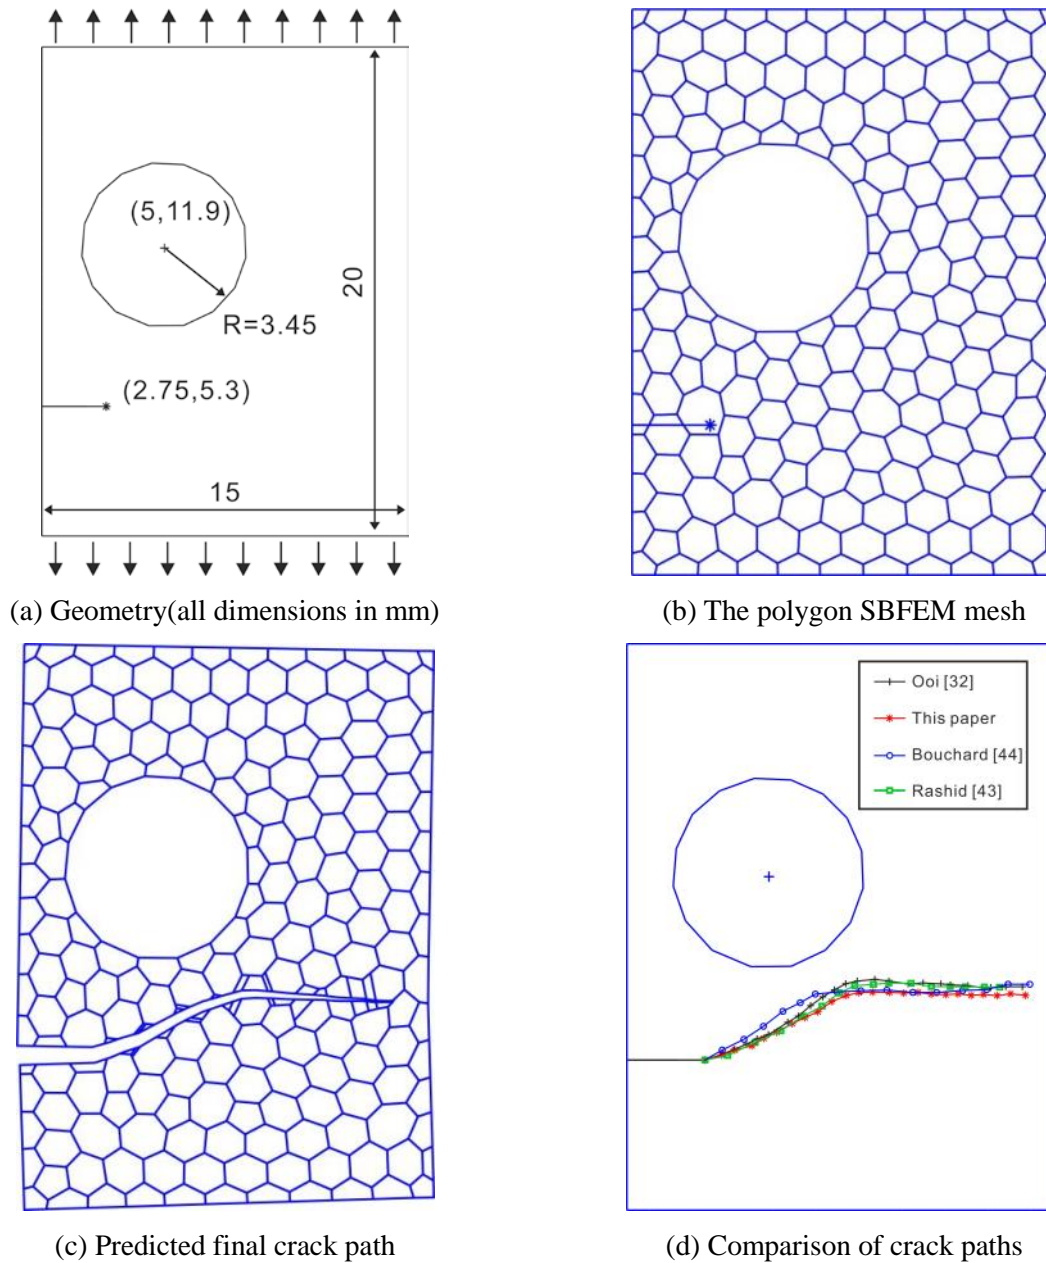 (5,11.9)
20
R=3.45
(2.75,5.3)
15
(a) Geometry(all dimensions in mm)
(b) The polygon SBFEM mesh
Ooi [32]
This paper
Bouchard [44]
Rashid [43]
(c) Predicted final crack path
(d) Comparison of crack paths